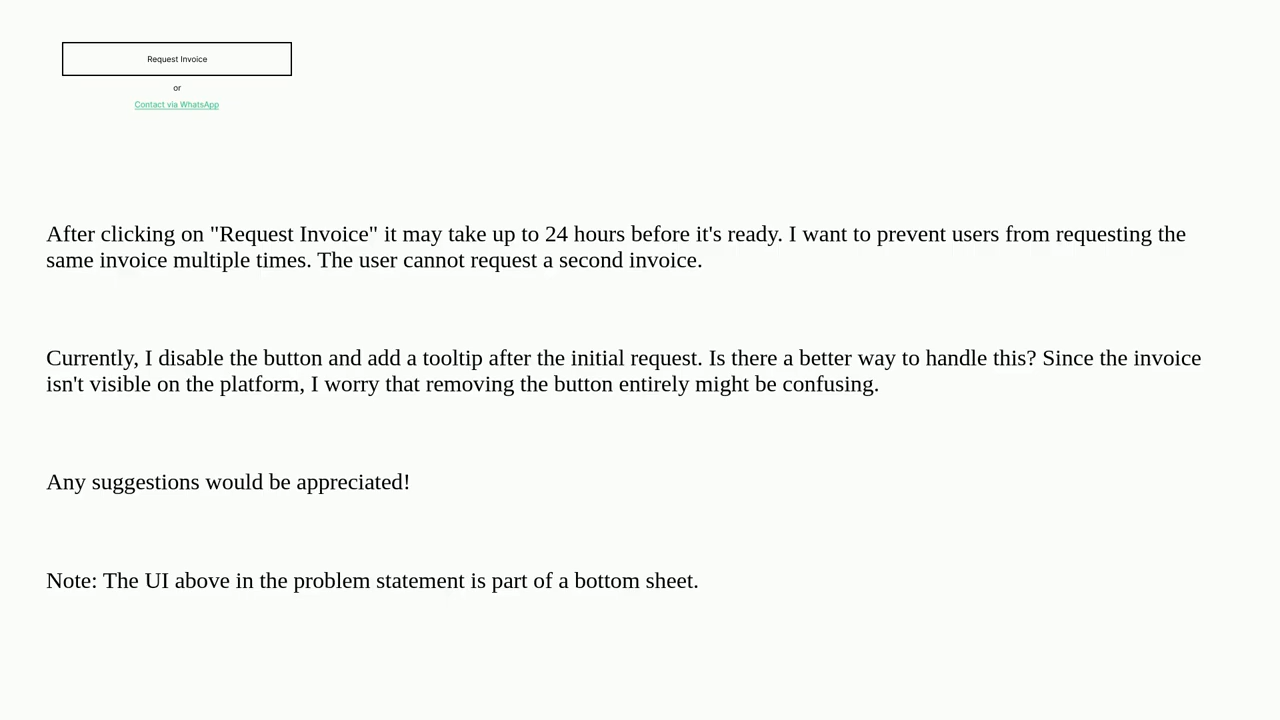 Request Invoice
or
Contact via WhatsApp
After clicking on "Request Invoice" it may take up to 24 hours before it's ready. I want to prevent users from requesting the
same invoice multiple times. The user cannot request a second invoice.
Currently, I disable the button and add a tooltip after the initial request. Is there a better way to handle this? Since the invoice
isn't visible on the platform, I worry that removing the button entirely might be confusing.
Any suggestions would be appreciated!
Note: The UI above in the problem statement is part of a bottom sheet.